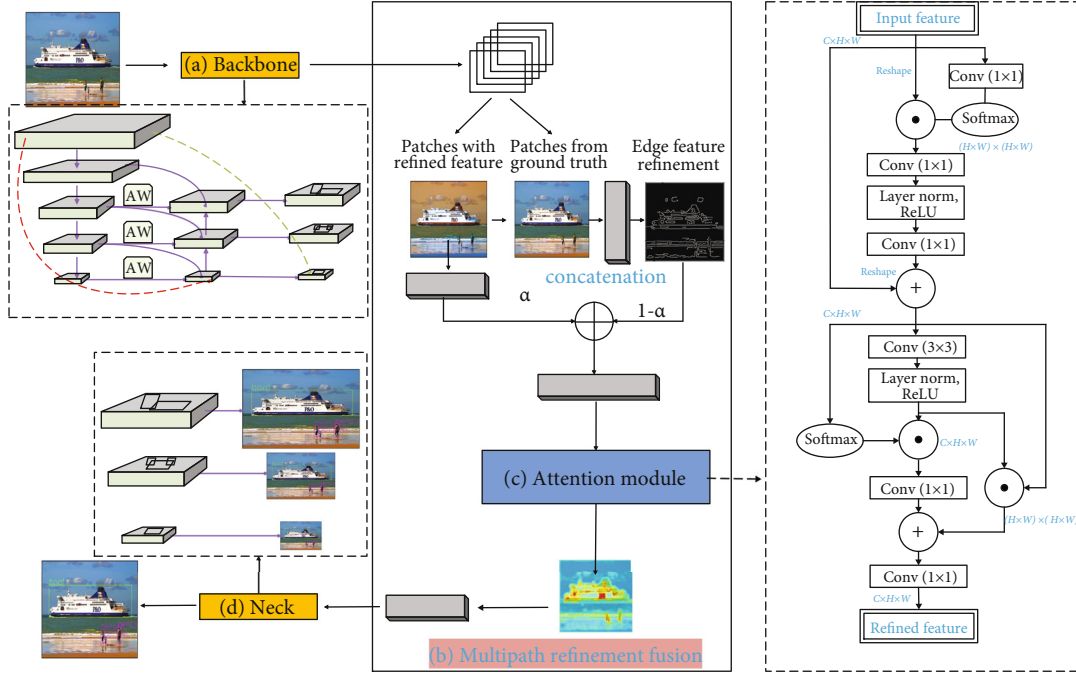 (a) Backbone
AW
AW
AW
Patches with
refined feature
Patches from
ground truth
Edge feature
refinement
concatenation
α
1-α
(c) Attention module
(b) Multipath refinement fusion
(d) Neck
P&O
Input feature
C×H×W
Reshape
Conv (1×1)
Softmax
(H×W) × (H×W)
Conv (1×1)
Layer norm,
ReLU
Conv (1×1)
Reshape
+
C×H×W
Conv (3×3)
Layer norm,
ReLU
Softmax
C×H×W
Conv (1×1)
(H×W) × (H×W)
+
Conv (1×1)
C×H×W
Refined feature